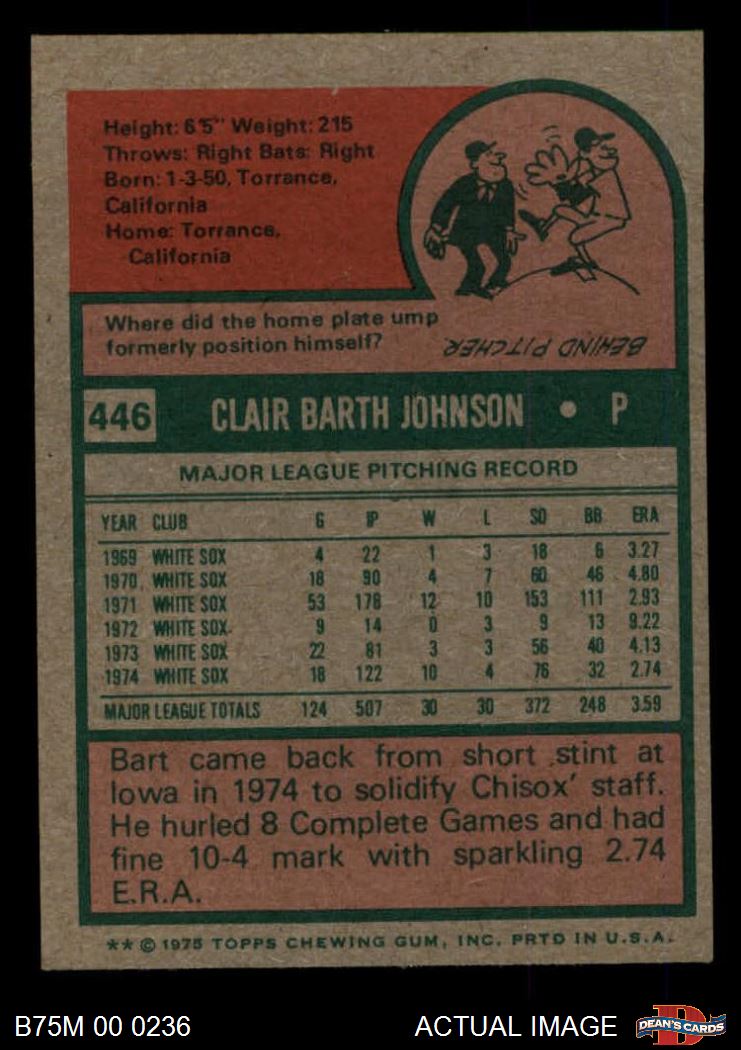 Height: 6'5" Weight: 215
Throws: Right Bats: Right
Born: 1-3-50, Torrance,
California
Home: Torrance,
California
Where did the home plate ump
formerly position himself?
BEHIND PITCHER
446 CLAIR BARTH JOHNSON • P
MAJOR LEAGUE PITCHING RECORD
YEAR CLUB G IP W L SO BB ERA
1969 WHITE SOX 4 22 1 3 18 6 3.27
1970 WHITE SOX 18 90 4 7 60 46 4.80
1971 WHITE SOX 53 178 12 10 153 111 2.93
1972 WHITE SOX 9 14 0 3 9 13 9.22
1973 WHITE SOX 22 81 3 3 56 40 4.13
1974 WHITE SOX 18 122 10 4 76 32 2.74
MAJOR LEAGUE TOTALS 124 507 30 30 372 248 3.59
Bart came back from short stint at
Iowa in 1974 to solidify Chisox' staff.
He hurled 8 Complete Games and had
fine 10-4 mark with sparkling 2.74
E.R.A.
** © 1975 TOPPS CHEWING GUM, INC. PRTD IN U.S.A.
B75M 00 0236 ACTUAL IMAGE D DEAN'S CARDS